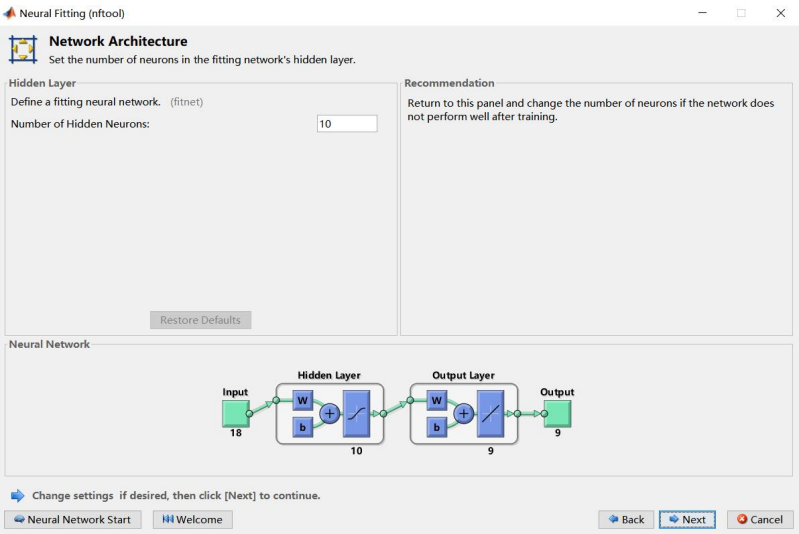 Neural Fitting (nftool)
Network Architecture
Set the number of neurons in the fitting network's hidden layer.
Hidden Layer
Define a fitting neural network. (fitnet)
Number of Hidden Neurons: 10
Restore Defaults
Recommendation
Return to this panel and change the number of neurons if the network does
not perform well after training.
Neural Network
Hidden Layer Output Layer
Input Output
W W
b b
18 9
10 9
Change settings if desired, then click [Next] to continue.
Neural Network Start Welcome Back Next Cancel